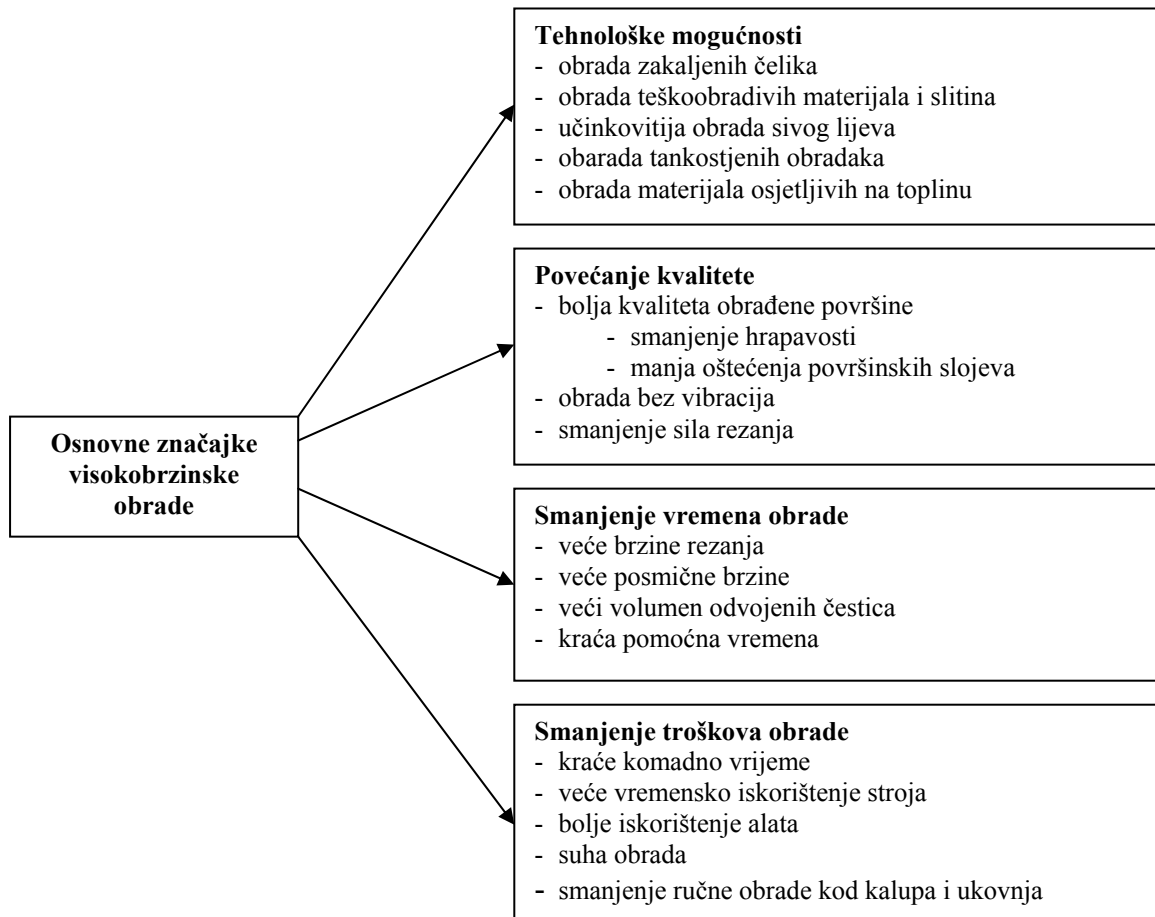 Osnovne značajke
visokobrzinske
obrade
Tehnološke mogućnosti
- obrada zakaljenih čelika
- obrada teškoobradivih materijala i slitina
- učinkovitija obrada sivog lijeva
- obarada tankostjenih obradaka
- obrada materijala osjetljivih na toplinu
Povećanje kvalitete
- bolja kvaliteta obrađene površine
- smanjenje hrapavosti
- manja oštećenja površinskih slojeva
- obrada bez vibracija
- smanjenje sila rezanja
Smanjenje vremena obrade
- veće brzine rezanja
- veće posmične brzine
- veći volumen odvojenih čestica
- kraća pomoćna vremena
Smanjenje troškova obrade
- kraće komadno vrijeme
- veće vremensko iskorištenje stroja
- bolje iskorištenje alata
- suha obrada
- smanjenje ručne obrade kod kalupa i ukovnja